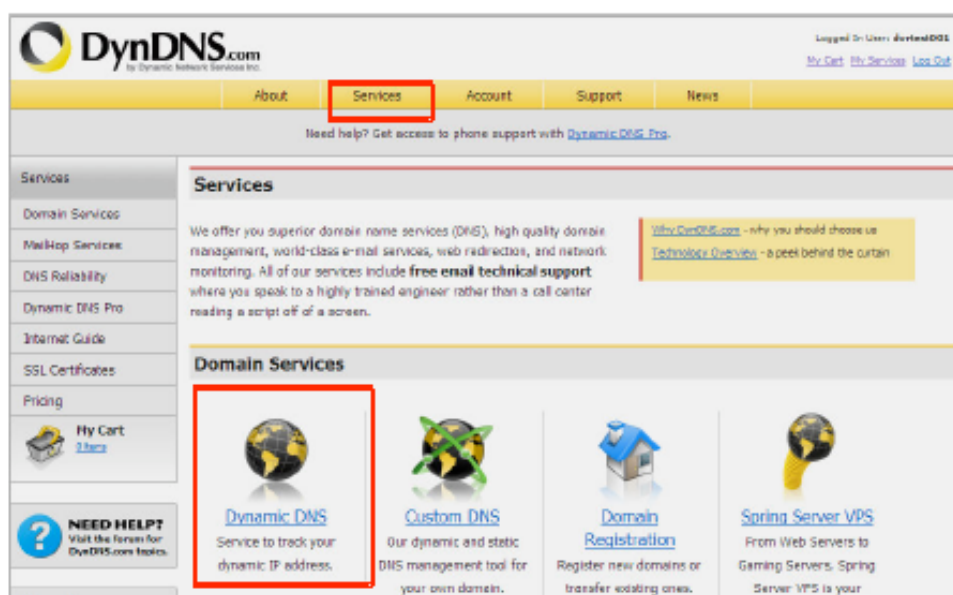 DynDNS.com
by Dynamic Network Services Inc.
Logged In User: dvrtest001
My Cart My Services Log Out
About Services Account Support News
Need help? Get access to phone support with Dynamic DNS Pro.
Services
Domain Services
MailHop Services
DNS Reliability
Dynamic DNS Pro
Internet Guide
SSL Certificates
Pricing
My Cart
0 Items
NEED HELP?
Visit the forum for
DynDNS.com topics.
Services
We offer you superior domain name services (DNS), high quality domain
management, world-class e-mail services, web redirection, and network
monitoring. All of our services include free email technical support
where you speak to a highly trained engineer rather than a call center
reading a script off of a screen.
Why DynDNS.com - why you should choose us
Technology Overview - a peek behind the curtain
Domain Services
Dynamic DNS
Service to track your
dynamic IP address.
Custom DNS
Our dynamic and static
DNS management tool for
your own domain.
Domain
Registration
Register new domains or
transfer existing ones.
Spring Server VPS
From Web Servers to
Gaming Servers, Spring
Server VPS is your